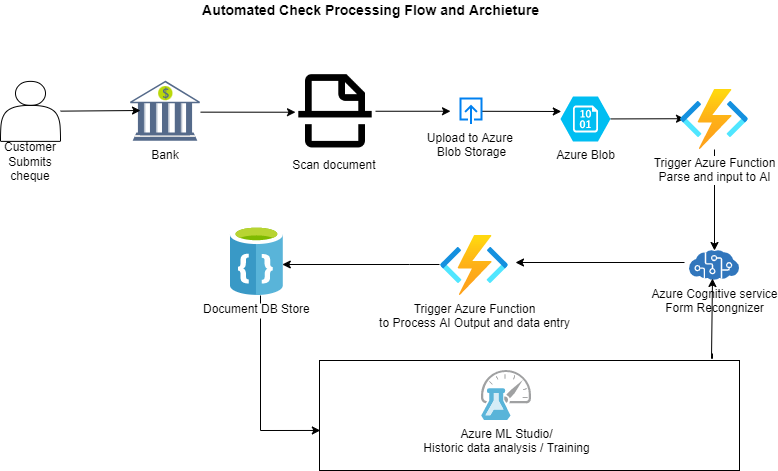 Automated Check Processing Flow and Archieture
Customer
Submits
cheque
Bank
$
Scan document
Upload to Azure
Blob Storage
10
01
Azure Blob
Trigger Azure Function
Parse and input to AI
Azure Cognitive service
Form Recongnizer
Trigger Azure Function
to Process AI Output and data entry
{ }
Document DB Store
Azure ML Studio/
Historic data analysis / Training